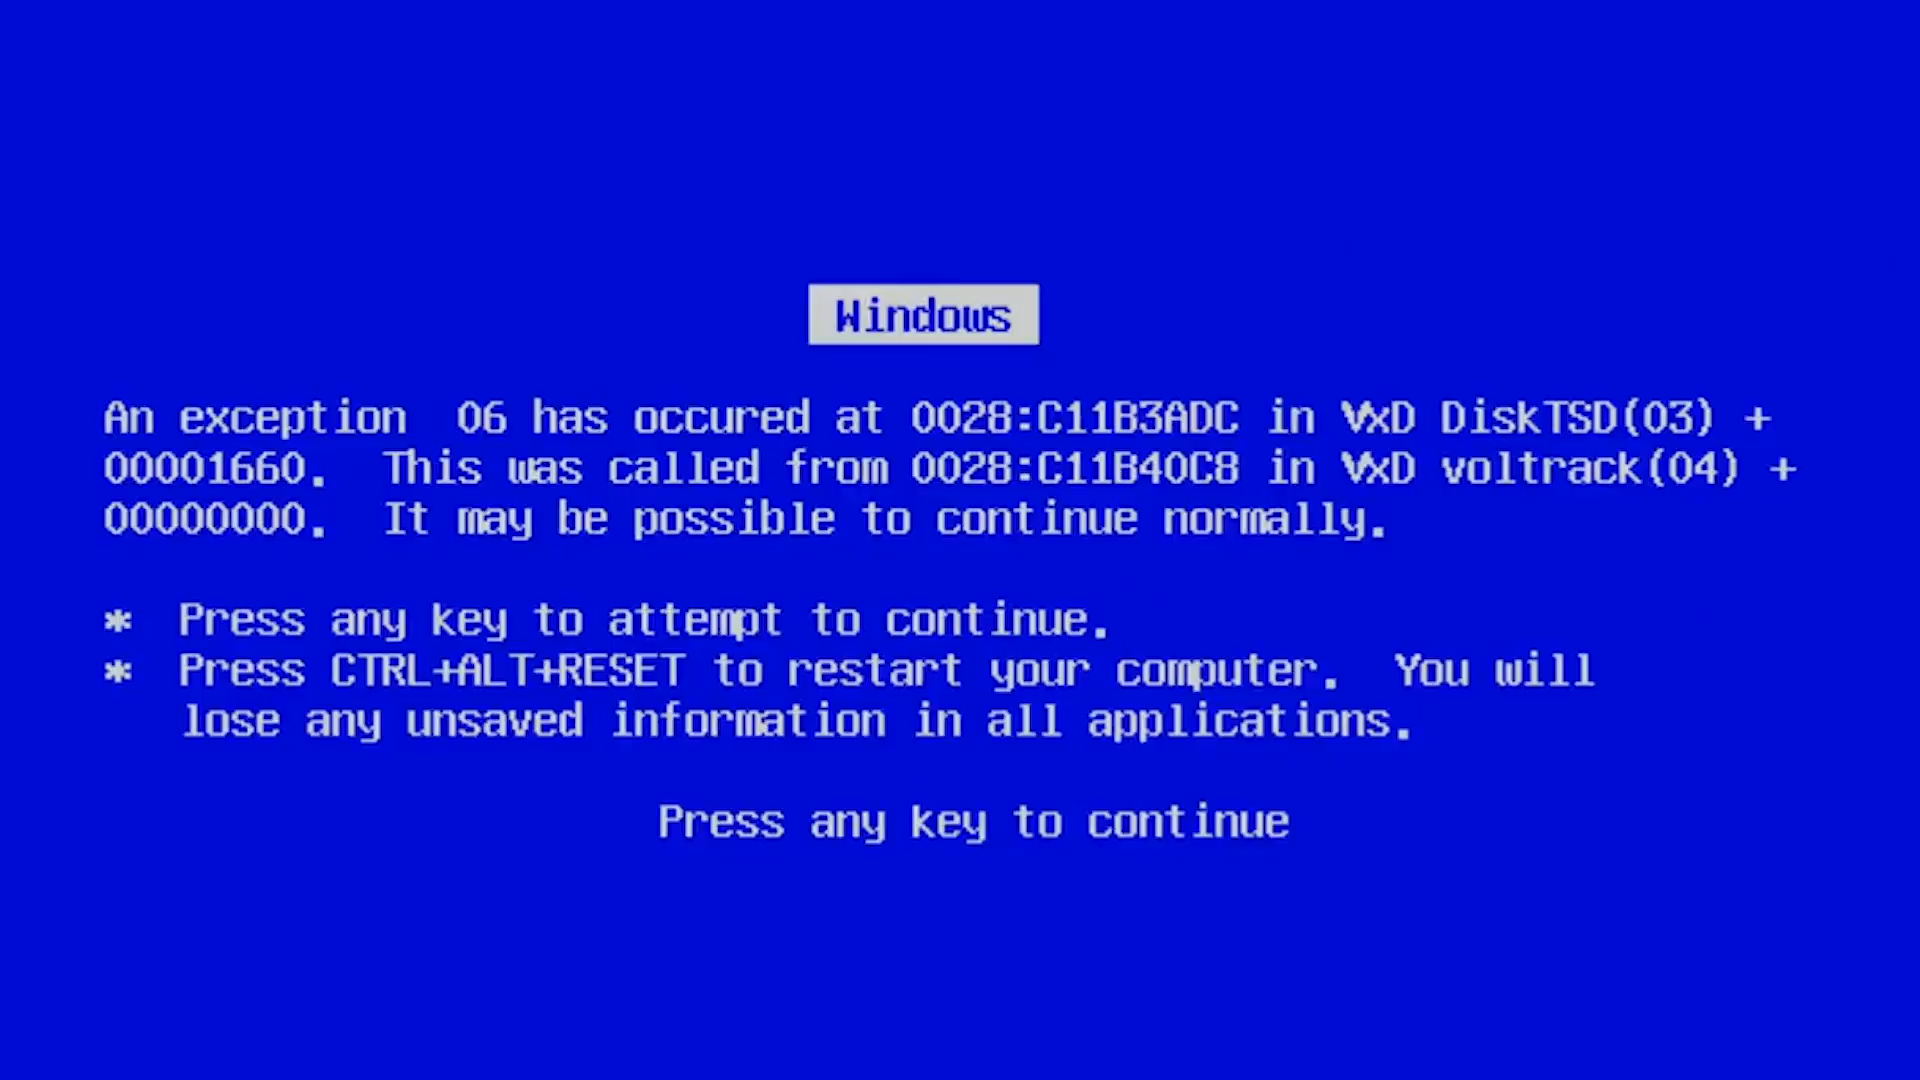 Windows
An exception  06 has occured at 0028:C11B3ADC in VxD DiskTSD(03) +
00001660.  This was called from 0028:C11B40C8 in VxD voltrack(04) +
00000000.  It may be possible to continue normally.
*  Press any key to attempt to continue.
*  Press CTRL+ALT+RESET to restart your computer.  You will
lose any unsaved information in all applications.
Press any key to continue